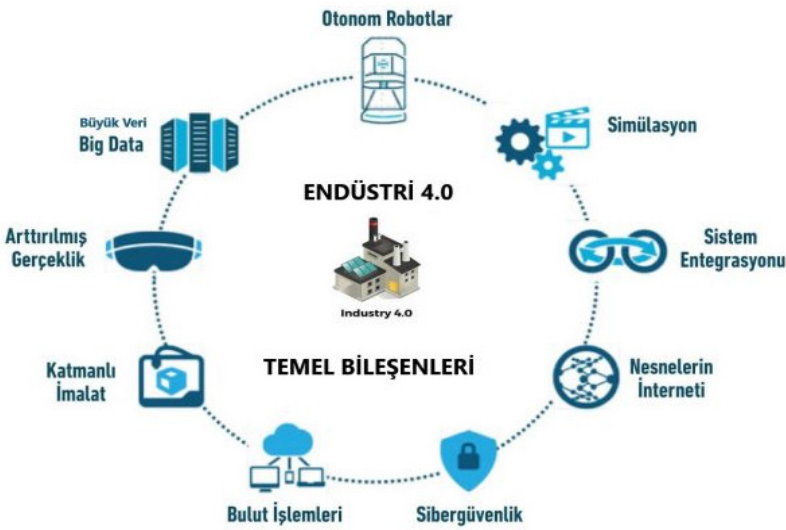 Otonom Robotlar
Simülasyon
Sistem
Entegrasyonu
Nesnelerin
İnterneti
Sibergüvenlik
Bulut İşlemleri
Katmanlı
İmalat
Arttırılmış
Gerçeklik
Büyük Veri
Big Data
ENDÜSTRİ 4.0
Industry 4.0
TEMEL BİLEŞENLERİ